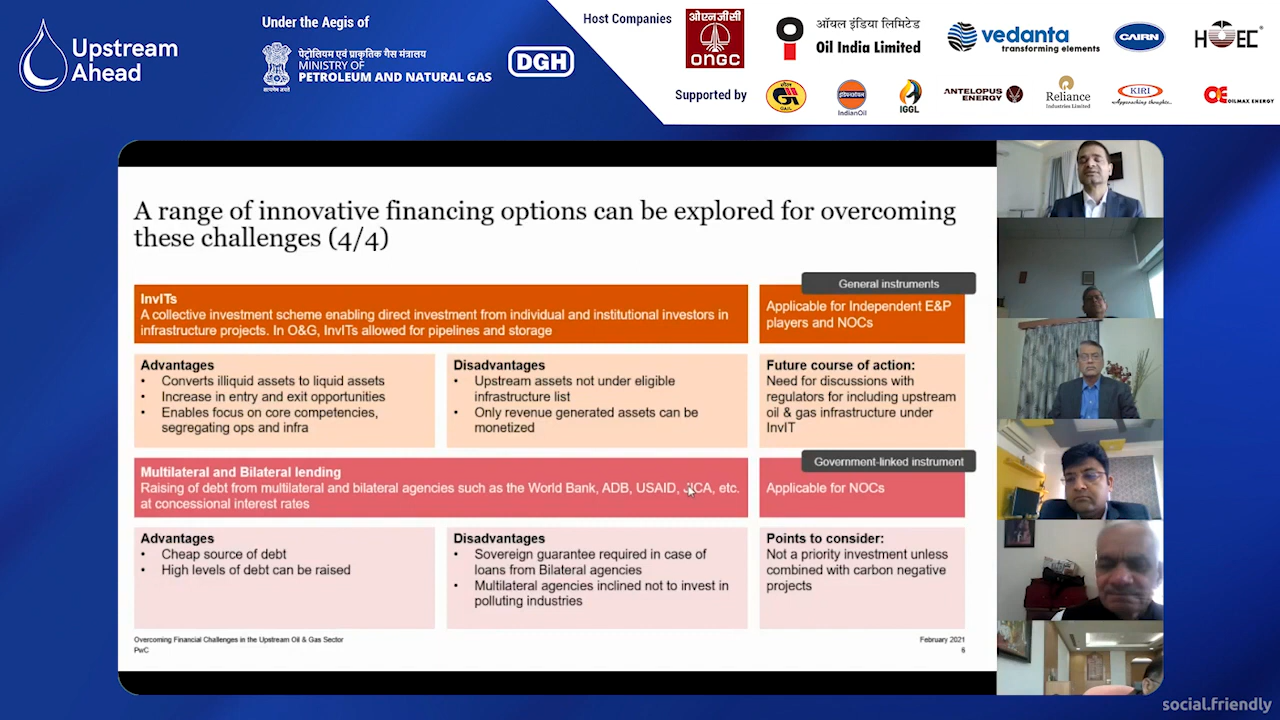 Upstream
Ahead
Under the Aegis of
पेट्रोलियम एवं प्राकृतिक गैस मंत्रालय
MINISTRY OF
PETROLEUM AND NATURAL GAS
सत्यमेव जयते
DGH
Host Companies
ओएनजीसी
ONGC
ऑयल इंडिया लिमिटेड
Oil India Limited
vedanta
transforming elements
CAIRN
HOEC
Supported by
GAIL
IndianOil
IGGL
ANTELOPUS
ENERGY
Reliance
Industries Limited
KIRI
Approaching thoughts..
OILMAX ENERGY
A range of innovative financing options can be explored for overcoming
these challenges (4/4)
General instruments
InvITs
A collective investment scheme enabling direct investment from individual and institutional investors in
infrastructure projects. In O&G, InvITs allowed for pipelines and storage
Applicable for Independent E&P
players and NOCs
Advantages
• Converts illiquid assets to liquid assets
• Increase in entry and exit opportunities
• Enables focus on core competencies,
segregating ops and infra
Disadvantages
• Upstream assets not under eligible
infrastructure list
• Only revenue generated assets can be
monetized
Future course of action:
Need for discussions with
regulators for including upstream
oil & gas infrastructure under
InvIT
Government-linked instrument
Multilateral and Bilateral lending
Raising of debt from multilateral and bilateral agencies such as the World Bank, ADB, USAID, JICA, etc.
at concessional interest rates
Applicable for NOCs
Advantages
• Cheap source of debt
• High levels of debt can be raised
Disadvantages
• Sovereign guarantee required in case of
loans from Bilateral agencies
• Multilateral agencies inclined not to invest in
polluting industries
Points to consider:
Not a priority investment unless
combined with carbon negative
projects
Overcoming Financial Challenges in the Upstream Oil & Gas Sector
PwC
February 2021
6
social.friendly